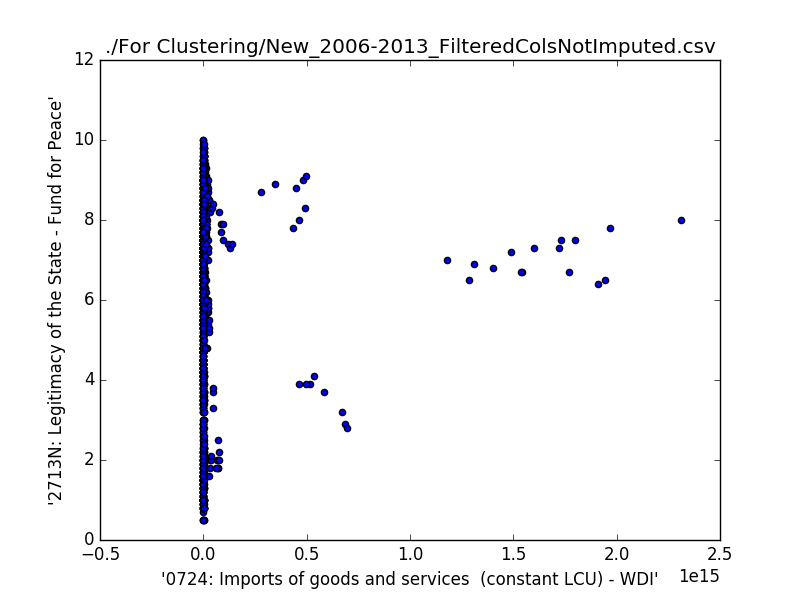 ./For Clustering/New_2006-2013_FilteredColsNotImputed.csv
12
10
8
6
4
2
0
'2713N: Legitimacy of the State - Fund for Peace'
−0.5 0.0 0.5 1.0 1.5 2.0 2.5
1e15
'0724: Imports of goods and services  (constant LCU) - WDI'